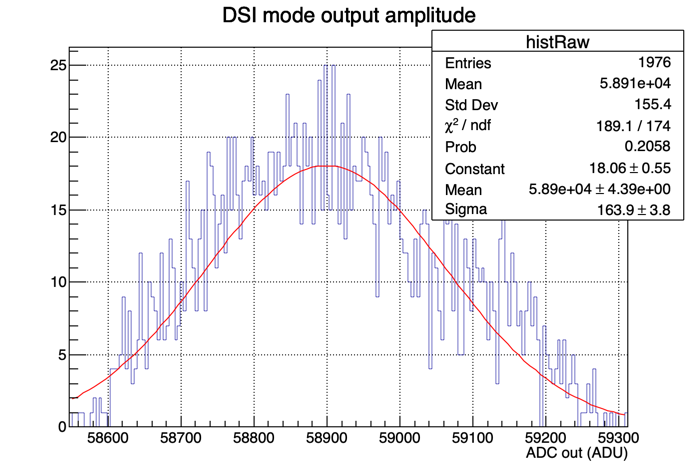 DSI mode output amplitude
histRaw
Entries 1976
Mean 5.891e+04
Std Dev 155.4
χ² / ndf 189.1 / 174
Prob 0.2058
Constant 18.06 ± 0.55
Mean 5.89e+04 ± 4.39e+00
Sigma 163.9 ± 3.8
25
20
15
10
5
0
58600 58700 58800 58900 59000 59100 59200 59300
ADC out (ADU)